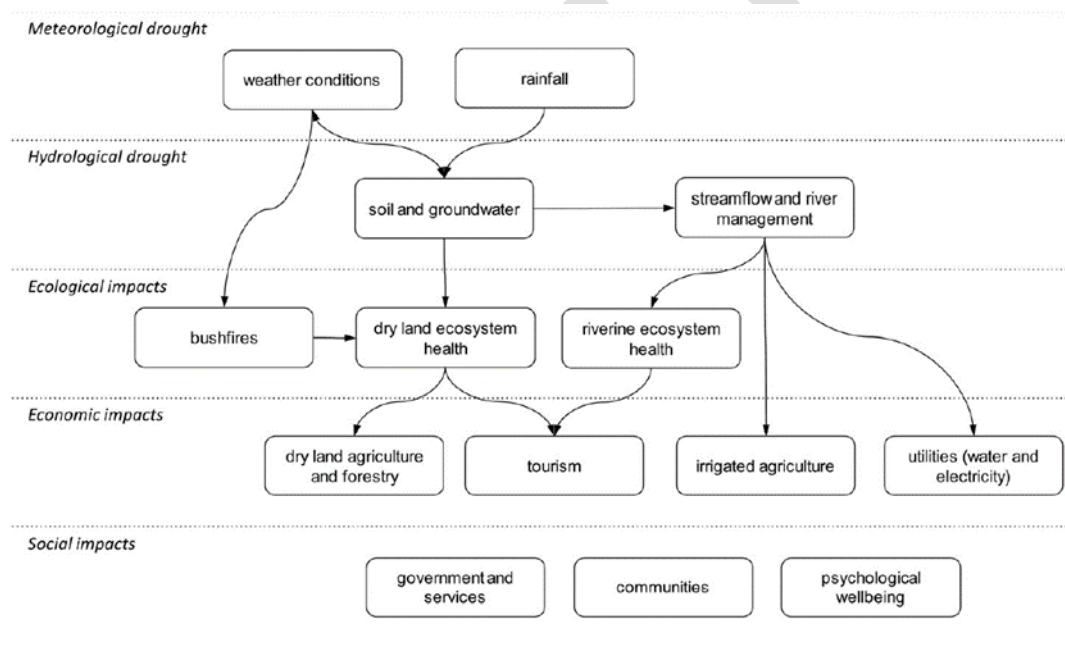 Meteorological drought
weather conditions
rainfall
Hydrological drought
soil and groundwater
streamflow and river
management
Ecological impacts
bushfires
dry land ecosystem
health
riverine ecosystem
health
Economic impacts
dry land agriculture
and forestry
tourism
irrigated agriculture
utilities (water and
electricity)
Social impacts
government and
services
communities
psychological
wellbeing